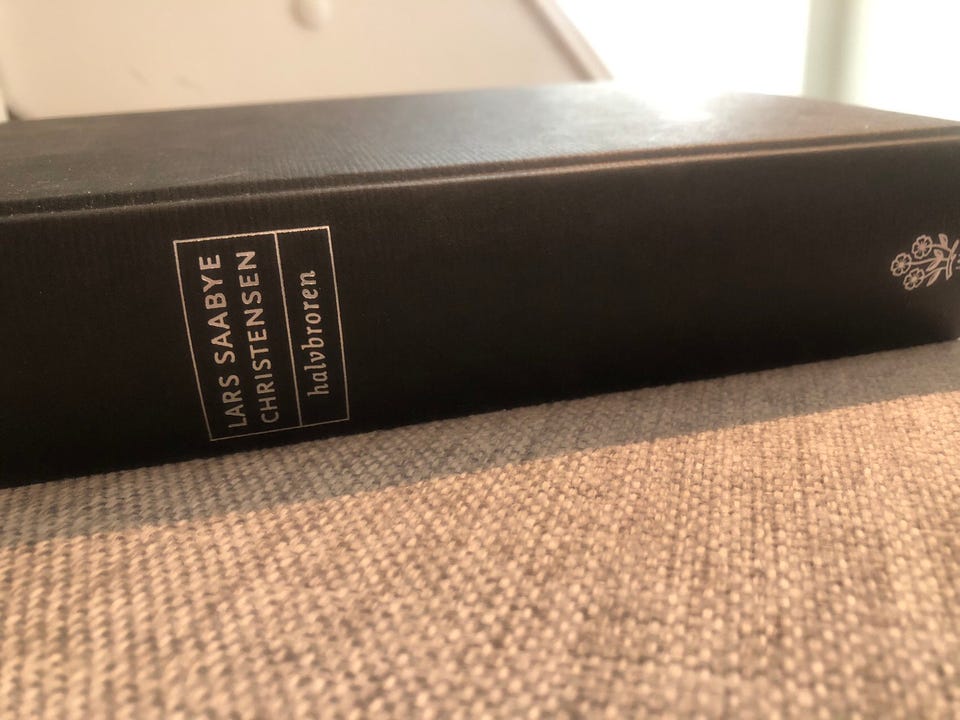 LARS SAABYE
CHRISTENSEN
halvbroren